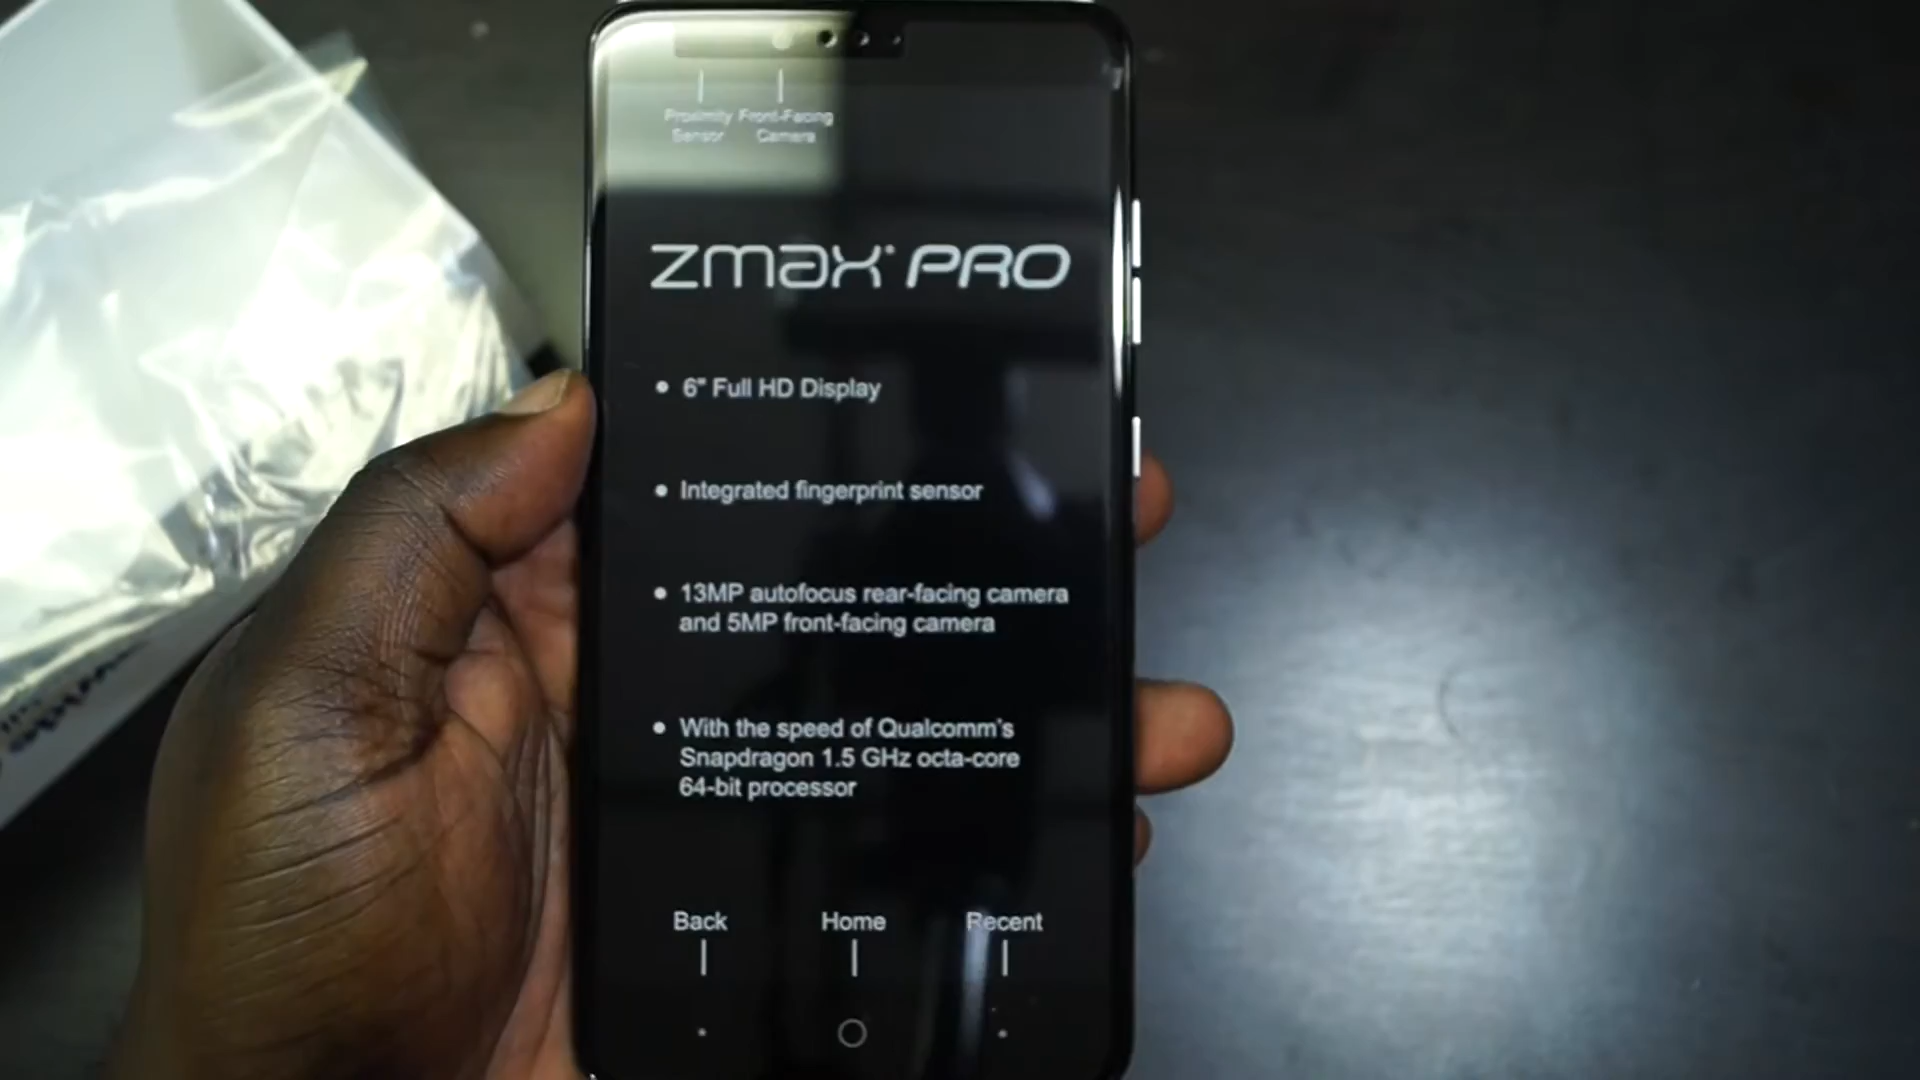 Proximity Front-Facing
Sensor Camera
ZMAX PRO
• 6" Full HD Display
• Integrated fingerprint sensor
• 13MP autofocus rear-facing camera
and 5MP front-facing camera
• With the speed of Qualcomm's
Snapdragon 1.5 GHz octa-core
64-bit processor
Back Home Recent